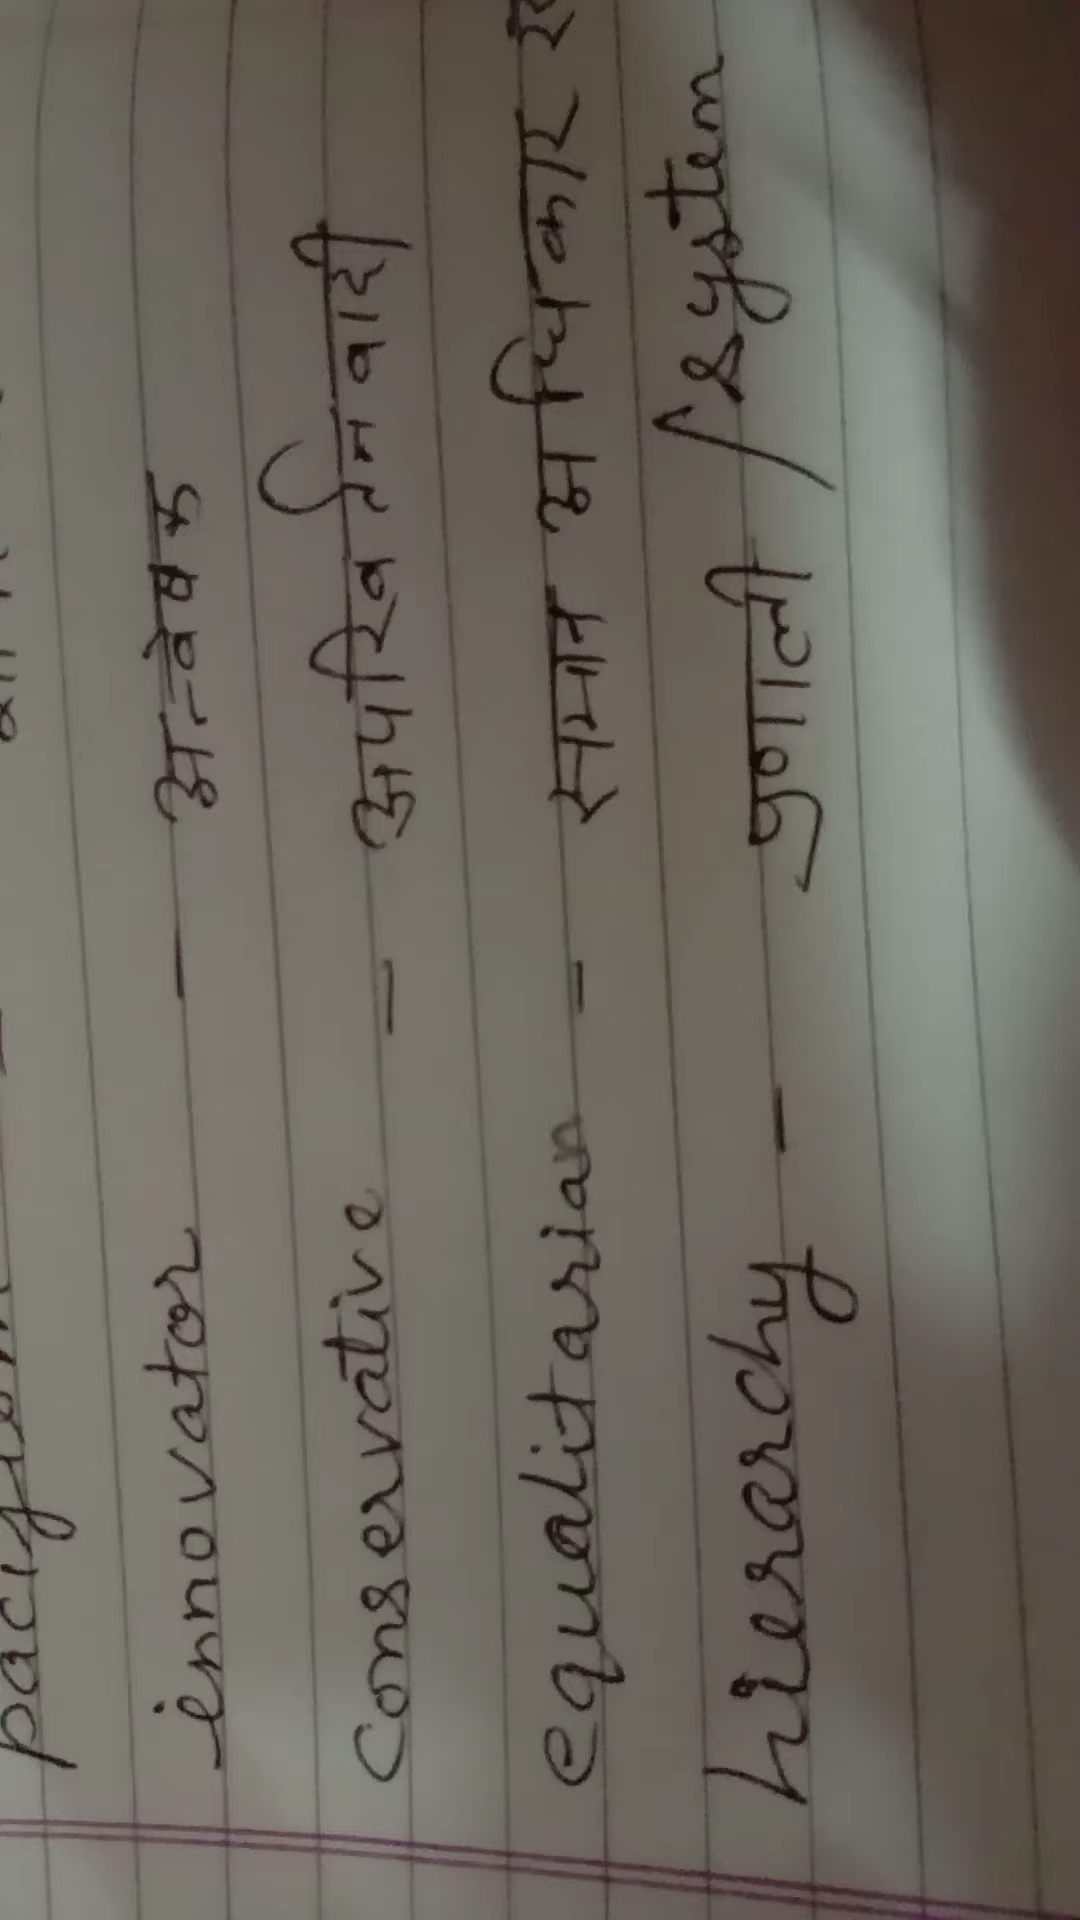 innovator - अन्वेषक
conservative - अपरिवर्तनवादी
equalitarian - समान अधिकार
hierarchy - प्रणाली / system